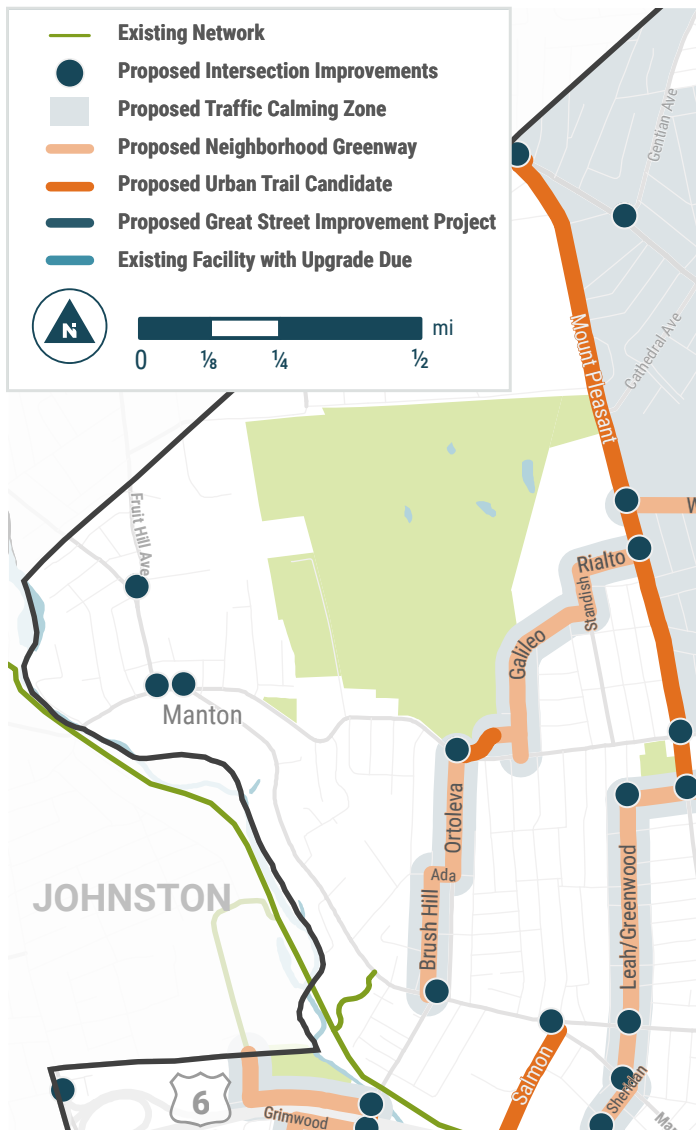 Existing Network
Proposed Intersection Improvements
Proposed Traffic Calming Zone
Proposed Neighborhood Greenway
Proposed Urban Trail Candidate
Proposed Great Street Improvement Project
Existing Facility with Upgrade Due
N
mi
0 ⅛ ¼ ½
Gentian Ave
Cathedral Ave
Mount Pleasant
Fruit Hill Ave
W
Rialto
Standish
Galileo
Manton
Ortoleva
Ada
Brush Hill
Leah/Greenwood
JOHNSTON
Salmon
Sheridan
6
Grimwood